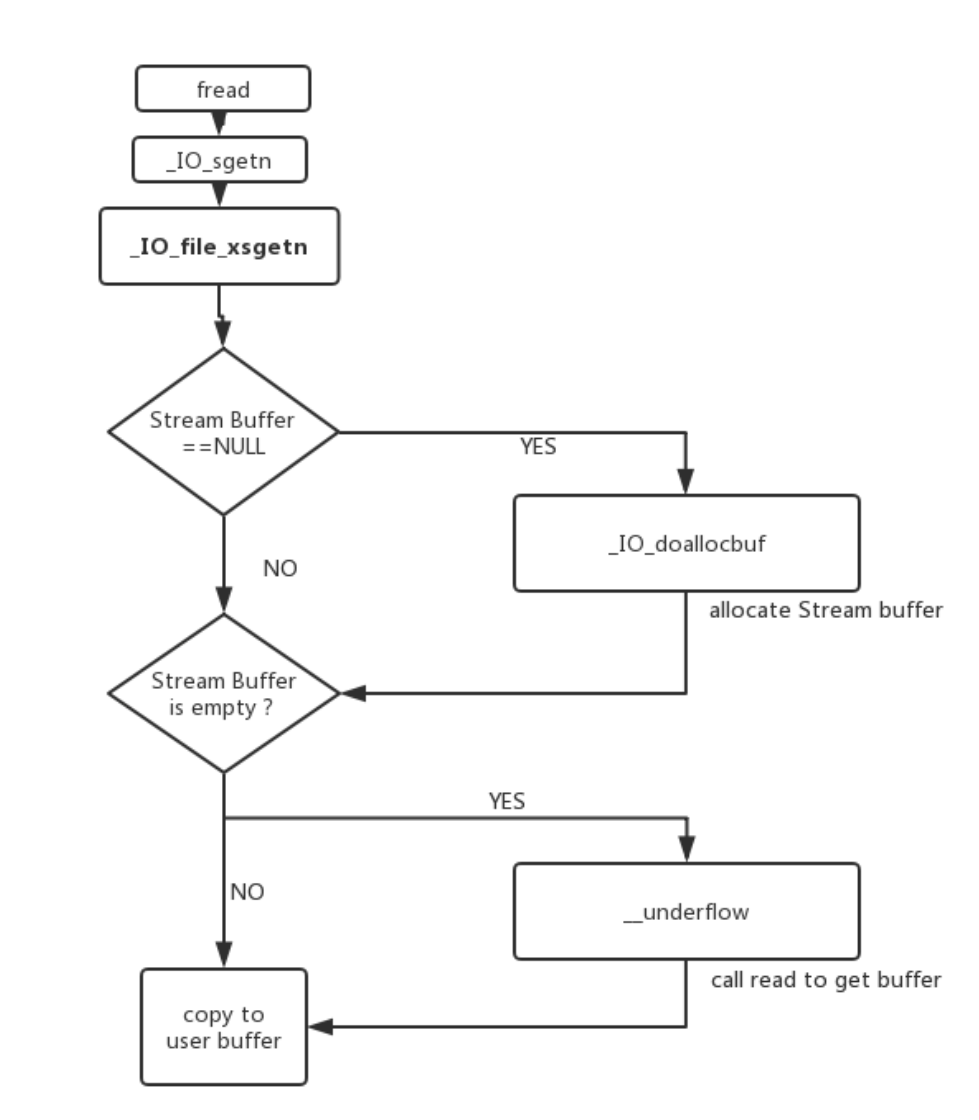 fread
_IO_sgetn
_IO_file_xsgetn
Stream Buffer
==NULL
YES
_IO_doallocbuf
NO
allocate Stream buffer
Stream Buffer
is empty ?
YES
NO
__underflow
call read to get buffer
copy to
user buffer